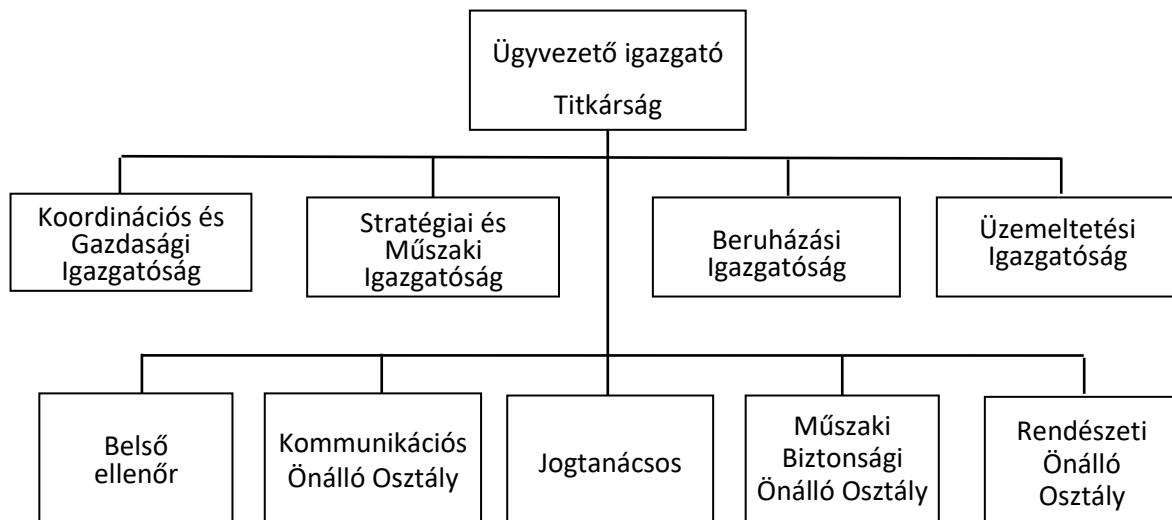 Ügyvezető igazgató
Titkárság
Koordinációs és
Gazdasági
Igazgatóság
Stratégiai és
Műszaki
Igazgatóság
Beruházási
Igazgatóság
Üzemeltetési
Igazgatóság
Belső
ellenőr
Kommunikációs
Önálló Osztály
Jogtanácsos
Műszaki
Biztonsági
Önálló Osztály
Rendészeti
Önálló
Osztály